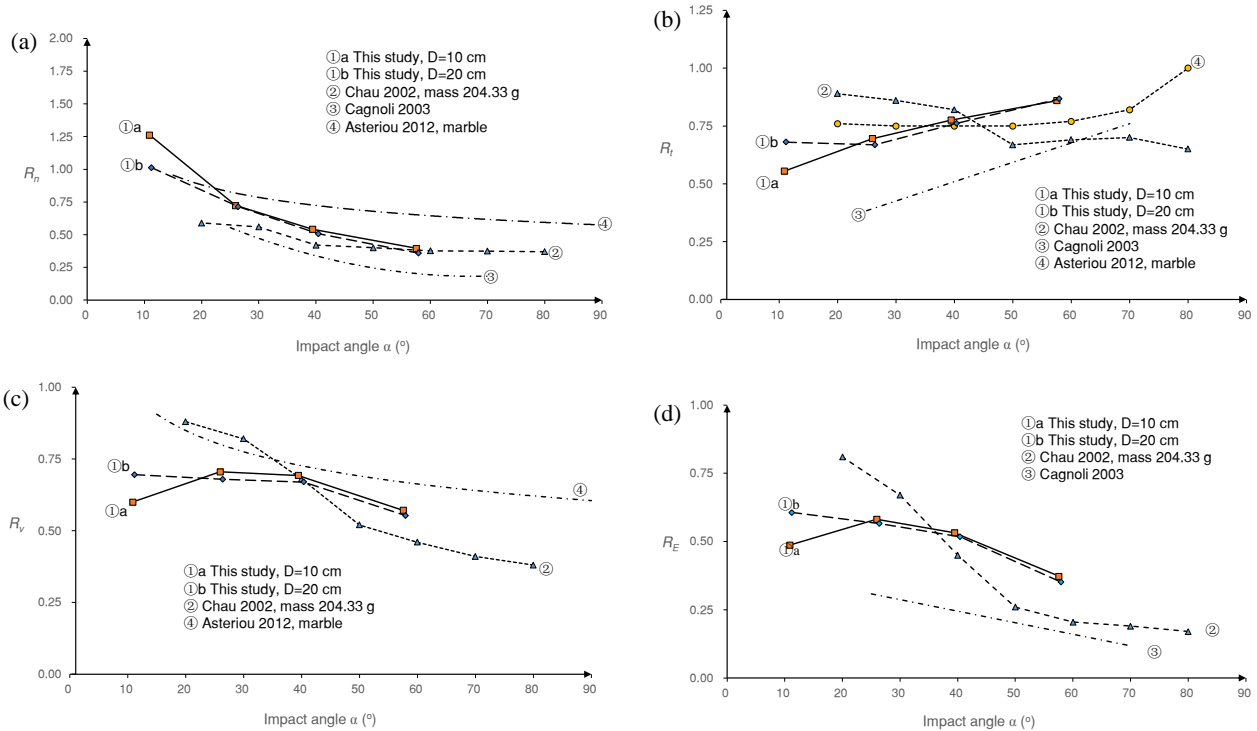 (a)
2.00
1.75
1.50
1.25
1.00
0.75
0.50
0.25
0.00
Rn
①a This study, D=10 cm
①b This study, D=20 cm
② Chau 2002, mass 204.33 g
③ Cagnoli 2003
④ Asteriou 2012, marble
①a
①b
④
②
③
0 10 20 30 40 50 60 70 80 90
Impact angle α (º)
(b)
1.25
1.00
0.75
0.50
0.25
0.00
Rt
②
④
①b
①a
③
①a This study, D=10 cm
①b This study, D=20 cm
② Chau 2002, mass 204.33 g
③ Cagnoli 2003
④ Asteriou 2012, marble
0 10 20 30 40 50 60 70 80 90
Impact angle α (º)
(c)
1.00
0.75
0.50
0.25
0.00
Rv
①b
①a
④
②
①a This study, D=10 cm
①b This study, D=20 cm
② Chau 2002, mass 204.33 g
④ Asteriou 2012, marble
0 10 20 30 40 50 60 70 80 90
Impact angle α (º)
(d)
1.00
0.75
0.50
0.25
0.00
RE
①a This study, D=10 cm
①b This study, D=20 cm
② Chau 2002, mass 204.33 g
③ Cagnoli 2003
①b
①a
②
③
0 10 20 30 40 50 60 70 80 90
Impact angle α (º)